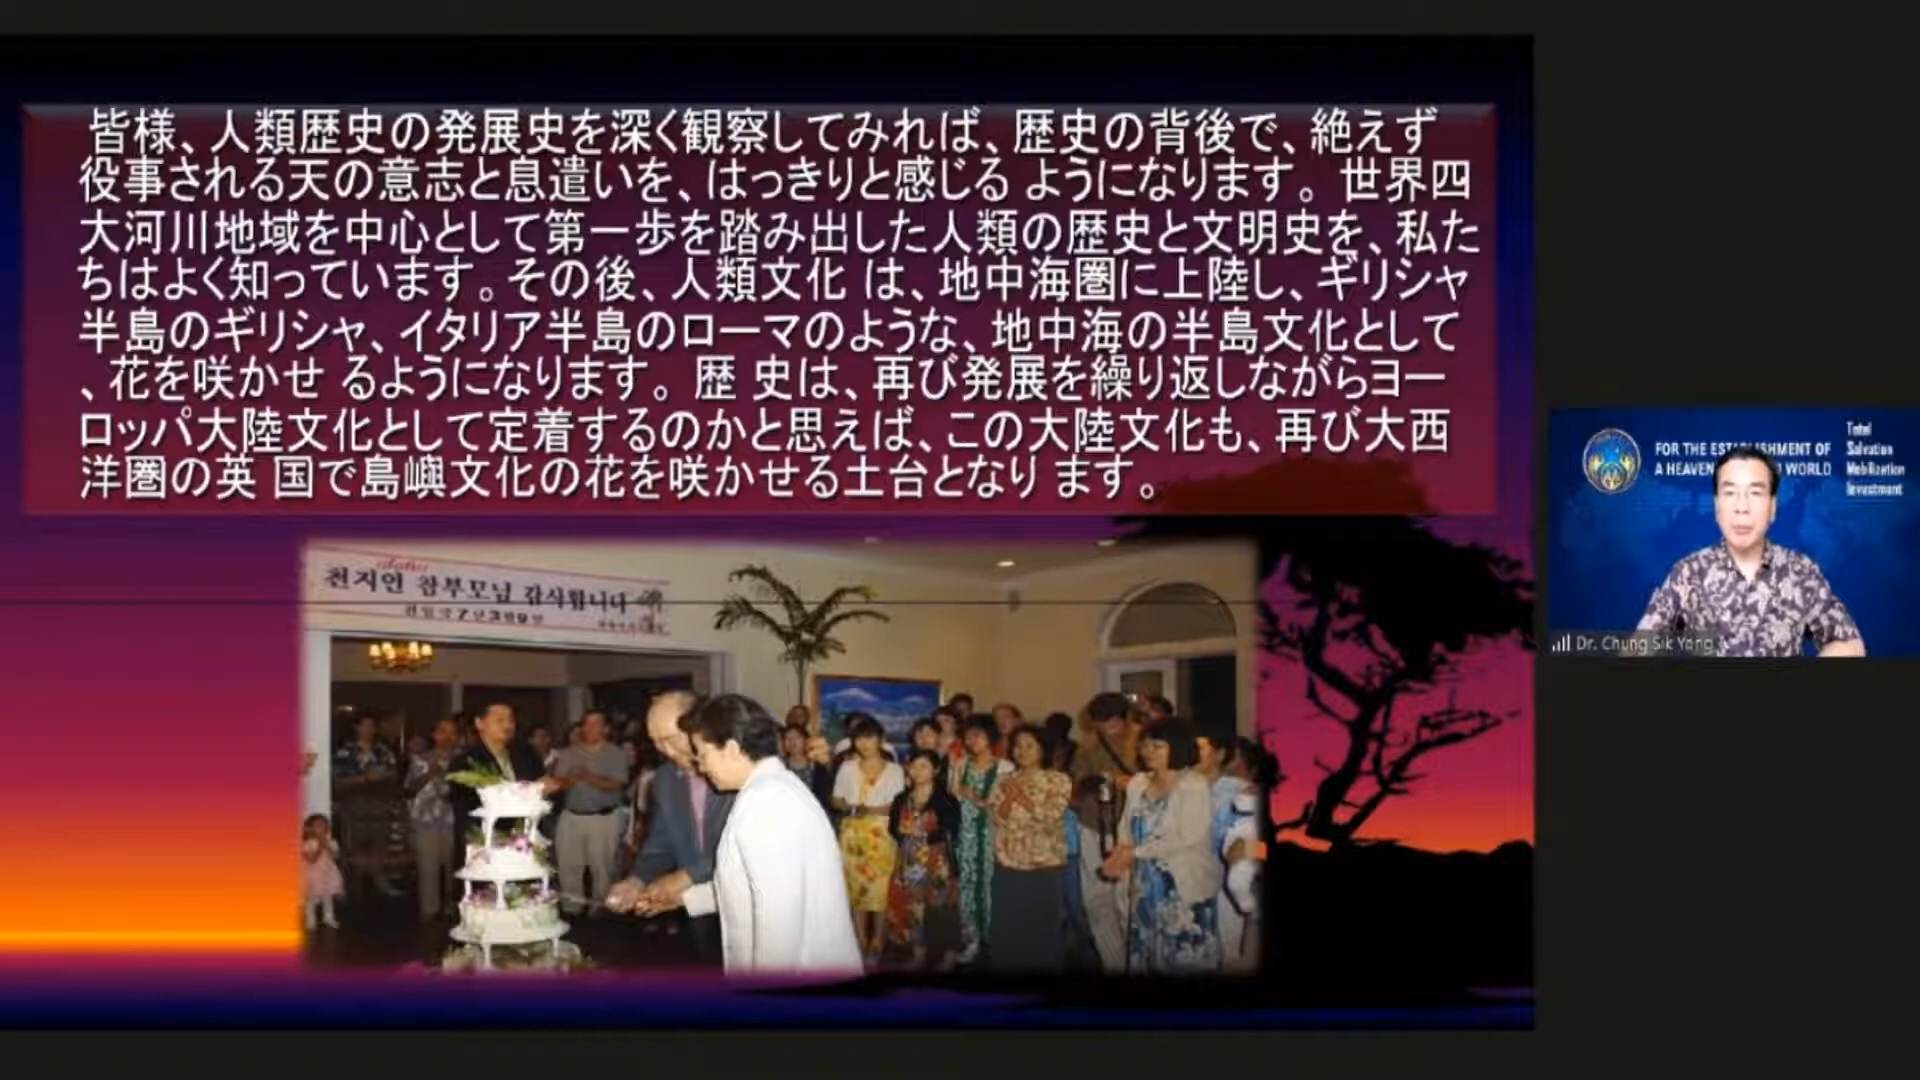 皆様、人類歴史の発展史を深く観察してみれば、歴史の背後で、絶えず
役事される天の意志と息遣いを、はっきりと感じる ようになります。 世界四
大河川地域を中心として第一歩を踏み出した人類の歴史と文明史を、私た
ちはよく知っています。その後、人類文化 は、地中海圏に上陸し、ギリシャ
半島のギリシャ、イタリア半島のローマのような、地中海の半島文化として
、花を咲かせ るようになります。 歴 史は、再び発展を繰り返しながらヨー
ロッパ大陸文化として定着するのかと思えば、この大陸文化も、再び大西
洋圏の英 国で島嶼文化の花を咲かせる土台となり ます。
천지인 참부모님 감사합니다
FOR THE ESTABLISHMENT OF
A HEAVEN WORLD
Total
Salvation
Mobilization
Investment
Dr. Chung Sik Yong